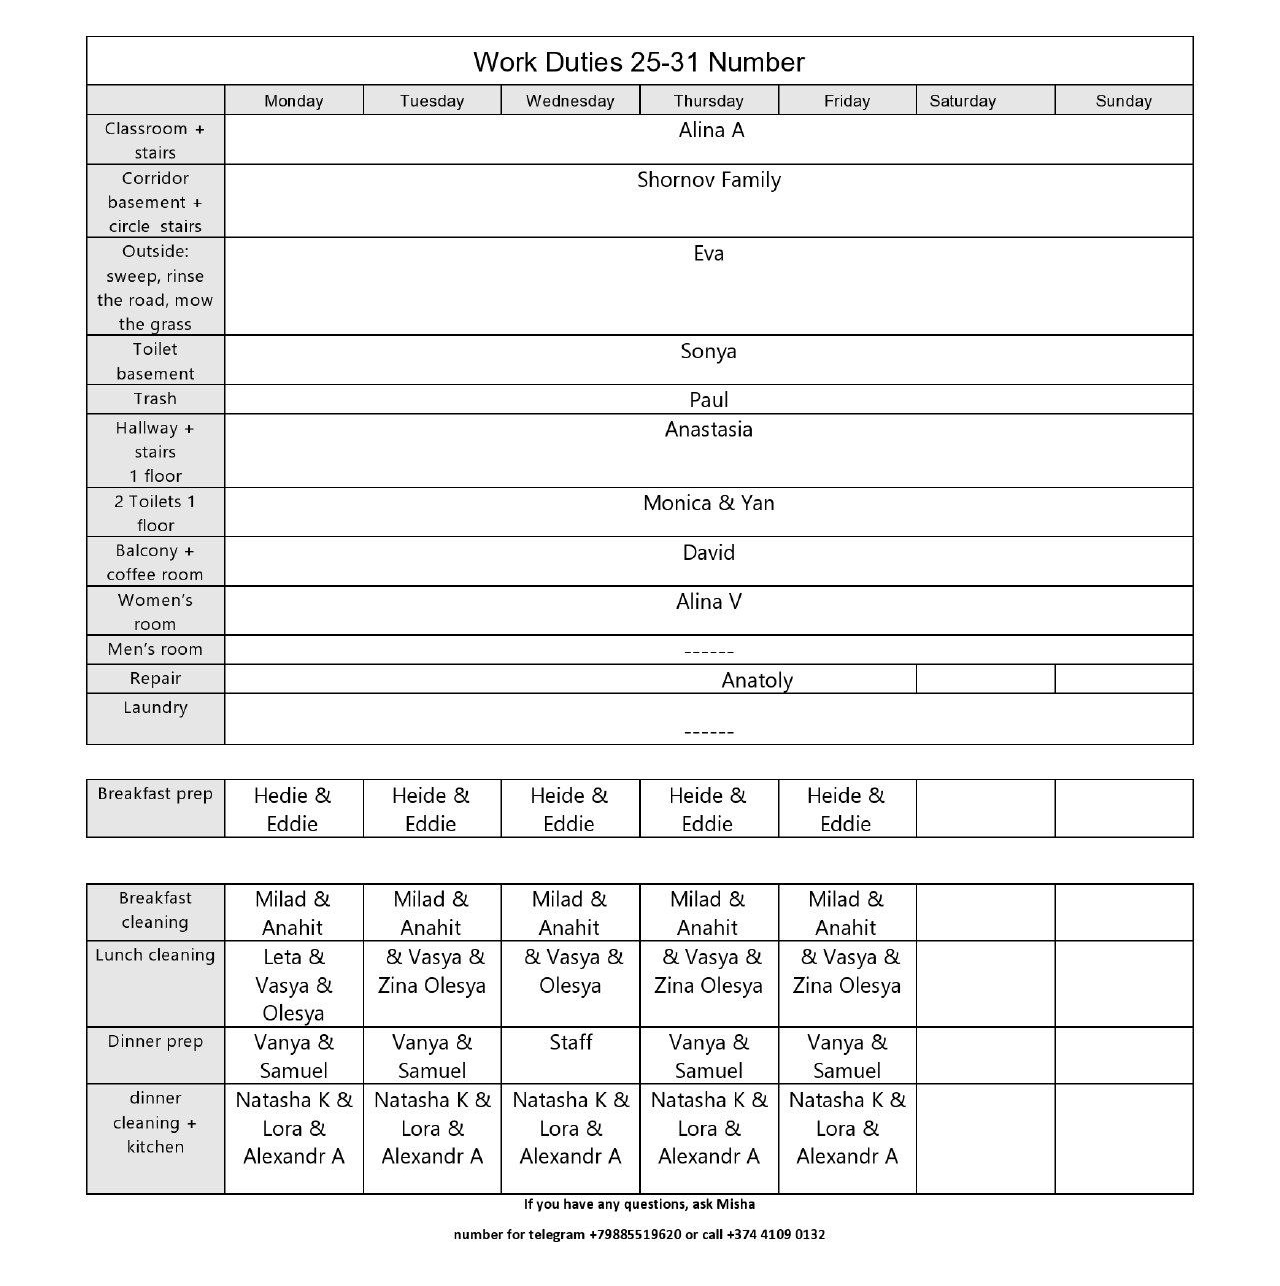 Work Duties 25-31 Number
Monday Tuesday Wednesday Thursday Friday Saturday Sunday
Classroom + stairs
Alina A
Corridor basement + circle stairs
Shornov Family
Outside: sweep, rinse the road, mow the grass
Eva
Toilet basement
Sonya
Trash
Paul
Hallway + stairs 1 floor
Anastasia
2 Toilets 1 floor
Monica & Yan
Balcony + coffee room
David
Women’s room
Alina V
Men’s room
------
Repair
Anatoly
Laundry
------
Breakfast prep
Hedie & Eddie
Heide & Eddie
Heide & Eddie
Heide & Eddie
Heide & Eddie
Breakfast cleaning
Milad & Anahit
Milad & Anahit
Milad & Anahit
Milad & Anahit
Milad & Anahit
Lunch cleaning
Leta & Vasya & Olesya
& Vasya & Zina Olesya
& Vasya & Olesya
& Vasya & Zina Olesya
& Vasya & Zina Olesya
Dinner prep
Vanya & Samuel
Vanya & Samuel
Staff
Vanya & Samuel
Vanya & Samuel
dinner cleaning + kitchen
Natasha K & Lora & Alexandr A
Natasha K & Lora & Alexandr A
Natasha K & Lora & Alexandr A
Natasha K & Lora & Alexandr A
Natasha K & Lora & Alexandr A
If you have any questions, ask Misha
number for telegram +79885519620 or call +374 4109 0132